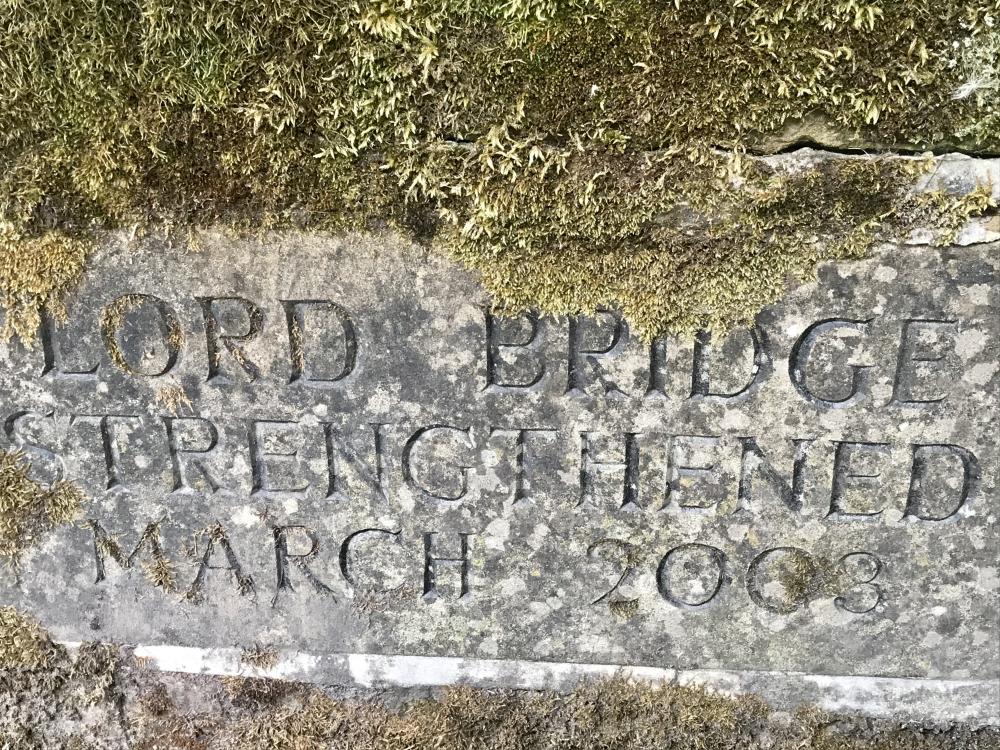 LORD BRIDGE
STRENGTHENED
MARCH 2003